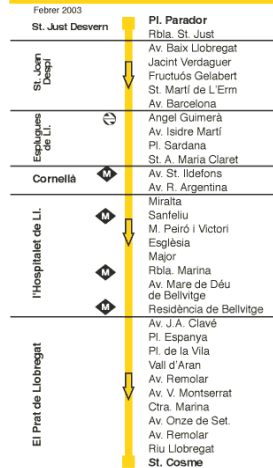 Febrer 2003
St. Just Desvern
Pl. Parador
Rbla. St. Just
St. Joan
Despí
Av. Baix Llobregat
Jacint Verdaguer
Fructuós Gelabert
St. Martí de L'Erm
Av. Barcelona
Esplugues
de Ll.
Angel Guimerà
Av. Isidre Martí
Pl. Sardana
St. A. Maria Claret
Cornellà
M
Av. St. Ildefons
Av. R. Argentina
l'Hospitalet de Ll.
Miralta
M
Sanfeliu
M. Peiró i Victori
Esglèsia
Major
M
Rbla. Marina
Av. Mare de Déu
de Bellvitge
M
Residència de Bellvitge
El Prat de Llobregat
Av. J.A. Clavé
Pl. Espanya
Pl. de la Vila
Vall d'Aran
Av. Remolar
Av. V. Montserrat
Ctra. Marina
Av. Onze de Set.
Av. Remolar
Riu Llobregat
St. Cosme